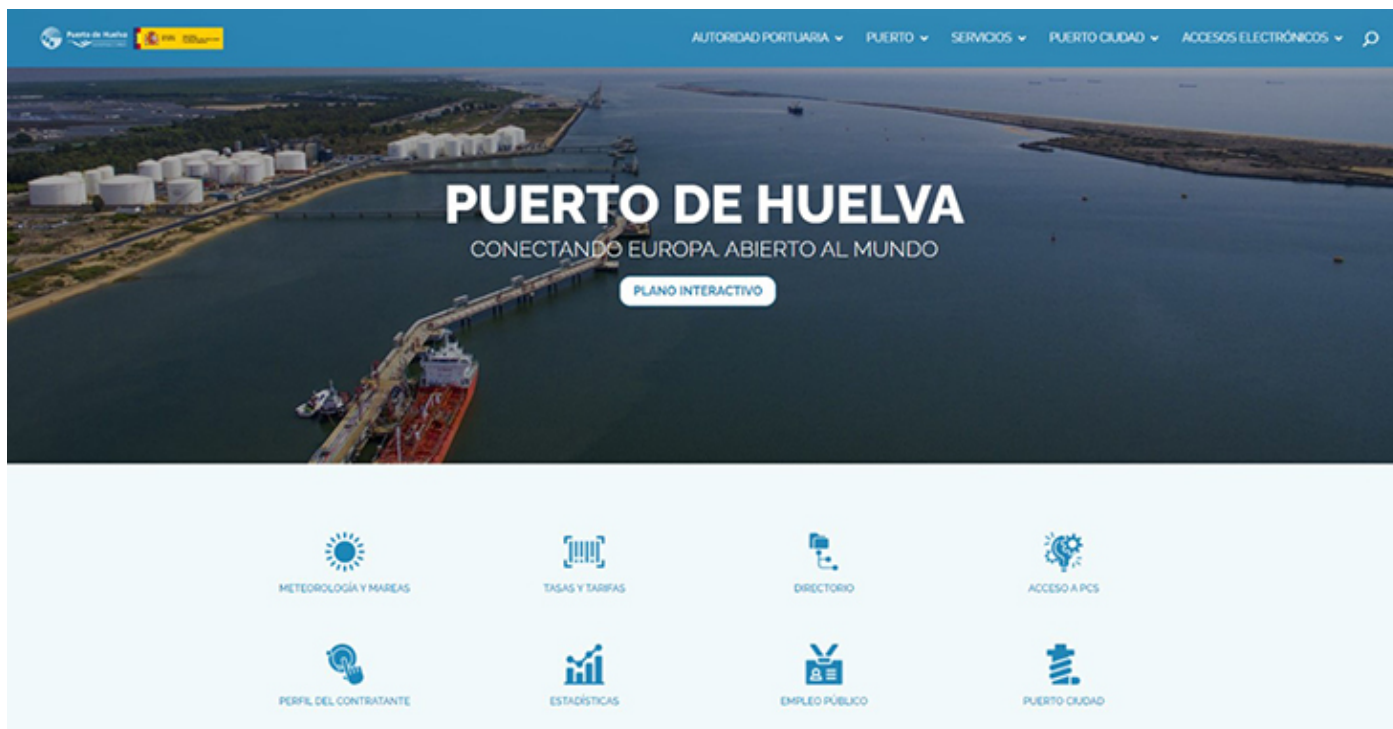 Puerto de Huelva
AUTORIDAD PORTUARIA
PUERTO
SERVICIOS
PUERTO CIUDAD
ACCESOS ELECTRÓNICOS
PUERTO DE HUELVA
CONECTANDO EUROPA. ABIERTO AL MUNDO
PLANO INTERACTIVO
METEOROLOGÍA Y MAREAS
TASAS Y TARIFAS
DIRECTORIO
ACCESO A PCS
PERFIL DEL CONTRATANTE
ESTADÍSTICAS
EMPLEO PÚBLICO
PUERTO CIUDAD